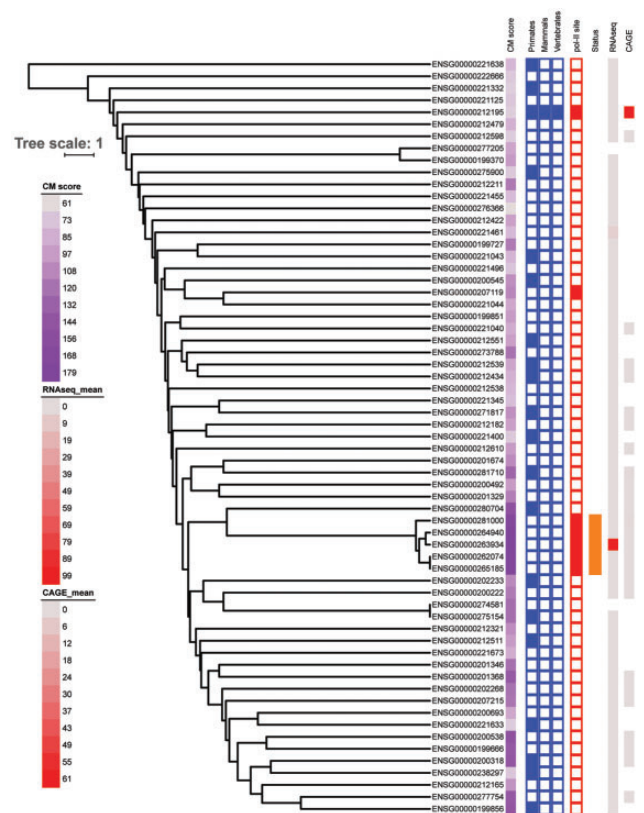 CM score
Primates
Mammals
Vertebrates
pol-II site
Status
RNAseq
CAGE
ENSG00000221638
ENSG00000222666
ENSG00000221332
ENSG00000221125
ENSG00000212195
ENSG00000212479
ENSG00000212598
ENSG00000277205
ENSG00000199370
ENSG00000275900
ENSG00000212211
ENSG00000221455
ENSG00000276366
ENSG00000212422
ENSG00000221461
ENSG00000199727
ENSG00000221043
ENSG00000221496
ENSG00000200545
ENSG00000207119
ENSG00000221044
ENSG00000199851
ENSG00000221040
ENSG00000212551
ENSG00000273788
ENSG00000212539
ENSG00000212434
ENSG00000212538
ENSG00000221345
ENSG00000271817
ENSG00000212182
ENSG00000221400
ENSG00000212610
ENSG00000201674
ENSG00000281710
ENSG00000200492
ENSG00000201329
ENSG00000280704
ENSG00000281000
ENSG00000264940
ENSG00000263934
ENSG00000262074
ENSG00000265185
ENSG00000202233
ENSG00000200222
ENSG00000274581
ENSG00000275154
ENSG00000212321
ENSG00000212511
ENSG00000221673
ENSG00000201346
ENSG00000201368
ENSG00000202268
ENSG00000207215
ENSG00000200693
ENSG00000221633
ENSG00000200538
ENSG00000199666
ENSG00000200318
ENSG00000238297
ENSG00000212165
ENSG00000277754
ENSG00000199856
Tree scale: 1
CM score
61
73
85
97
108
120
132
144
156
168
179
RNAseq_mean
0
9
19
29
39
49
59
69
79
89
99
CAGE_mean
0
6
12
18
24
30
37
43
49
55
61